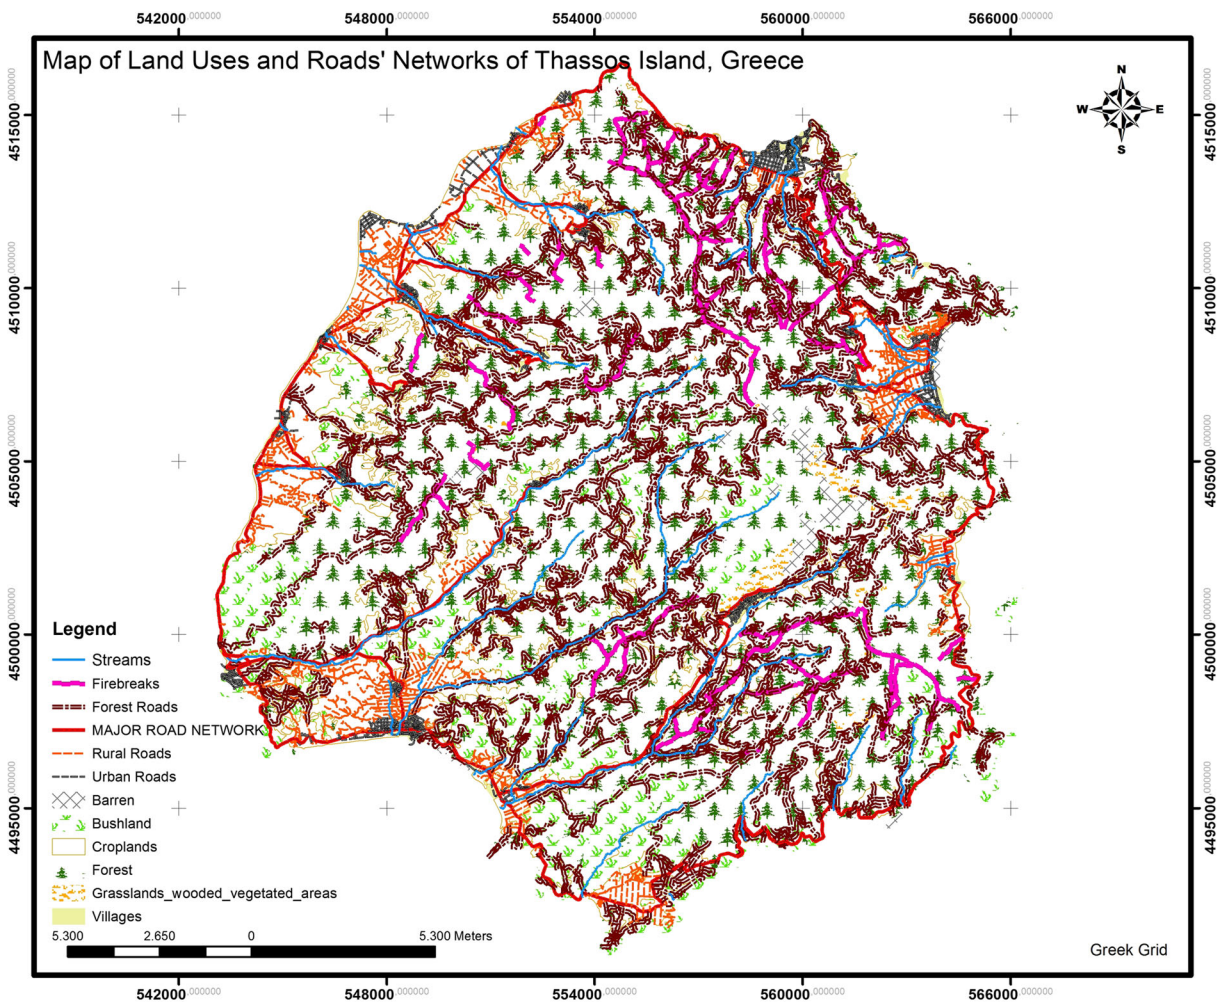 542000.000000 548000.000000 554000.000000 560000.000000 566000.000000
Map of Land Uses and Roads' Networks of Thassos Island, Greece
N
W E
S
4515000.000000 4515000.000000
4510000.000000 4510000.000000
4505000.000000 4505000.000000
4500000.000000 4500000.000000
4495000.000000 4495000.000000
Legend
Streams
Firebreaks
Forest Roads
MAJOR ROAD NETWORK
Rural Roads
Urban Roads
Barren
Bushland
Croplands
Forest
Grasslands_wooded_vegetated_areas
Villages
5.300 2.650 0 5.300 Meters
Greek Grid
542000.000000 548000.000000 554000.000000 560000.000000 566000.000000